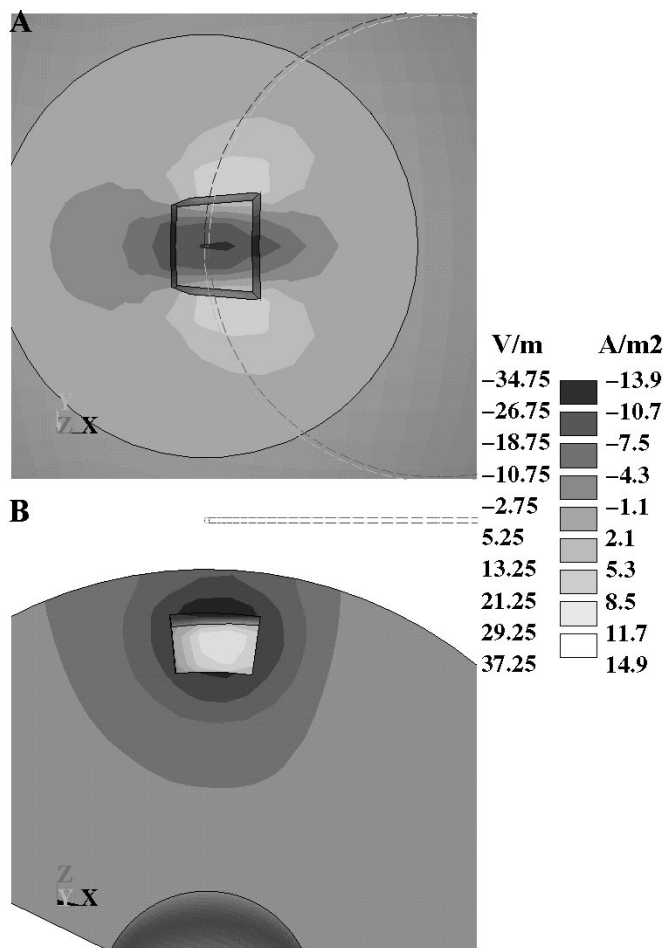 A
Y
Z X
V/m A/m2
−34.75 −13.9
−26.75 −10.7
−18.75 −7.5
−10.75 −4.3
−2.75 −1.1
5.25 2.1
13.25 5.3
21.25 8.5
29.25 11.7
37.25 14.9
B
Z
Y X